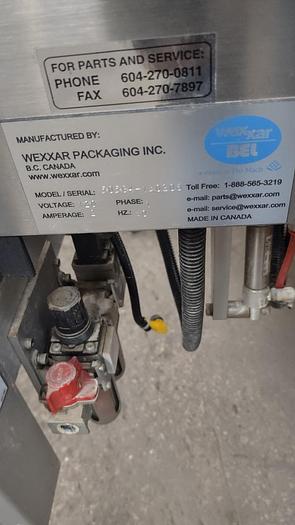 FOR PARTS AND SERVICE:
PHONE 604-270-0811
FAX 604-270-7897
MANUFACTURED BY:
WEXXAR PACKAGING INC.
B.C. CANADA
www.wexxar.com
wexxar
BEL
MODEL / SERIAL:
VOLTAGE: PHASE:
AMPERAGE: HZ.:
Toll Free: 1-888-565-3219
e-mail: parts@wexxar.com
e-mail: service@wexxar.com
MADE IN CANADA